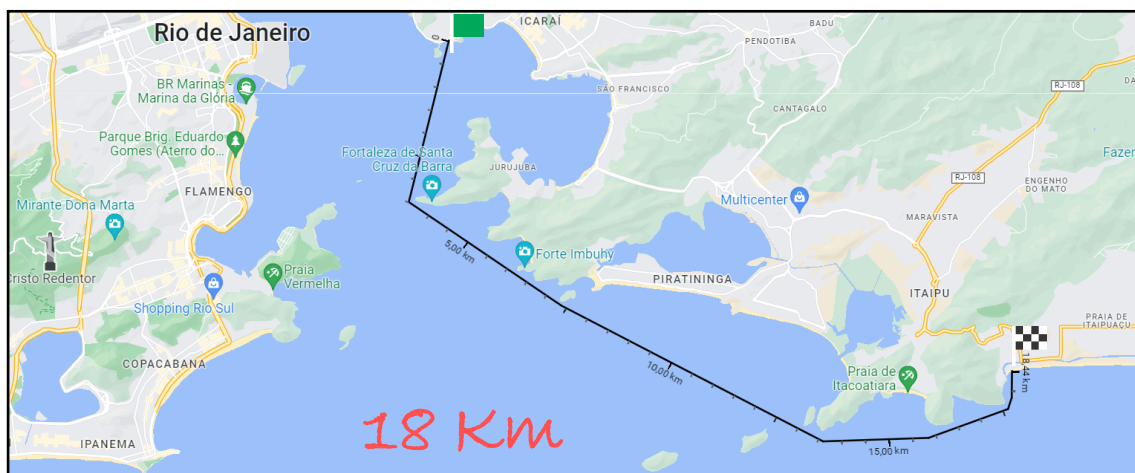 Rio de Janeiro
ICARAÍ
BADU
PENDOTIBA
0
BR Marinas -
Marina da Glória
SÃO FRANCISCO
RJ-108
DA
CANTAGALO
Parque Brig. Eduardo
Gomes (Aterro do...
Fortaleza de Santa
Cruz da Barra
JURUJUBA
Fazer
FLAMENGO
RJ-108
ENGENHO
DO MATO
Mirante Dona Marta
Multicenter
MARAVISTA
5,00 km
Forte Imbuhy
Cristo Redentor
Praia
Vermelha
PIRATININGA
ITAIPU
Shopping Rio Sul
PRAIA DE
ITAIPUAÇU
COPACABANA
10,00 km
Praia de
Itacoatiara
18,44 km
18 Km
IPANEMA
15,00 km